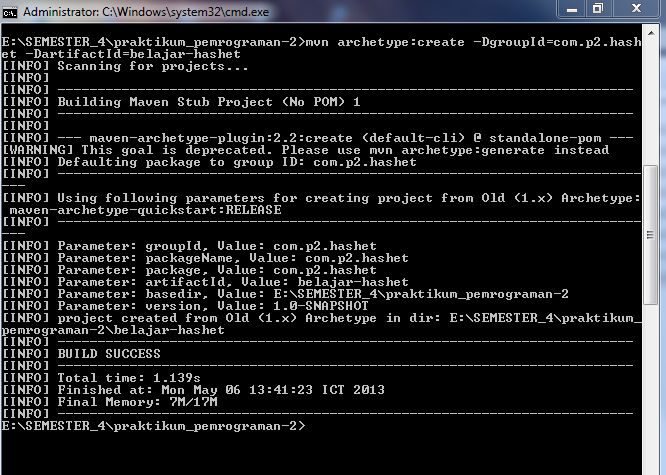 Administrator: C:\Windows\system32\cmd.exe
E:\SEMESTER_4\praktikum_pemrograman-2>mvn archetype:create -DgroupId=com.p2.hash
et -DartifactId=belajar-hashet
[INFO] Scanning for projects...
[INFO]
[INFO] ------------------------------------------------------------------------
[INFO] Building Maven Stub Project (No POM) 1
[INFO] ------------------------------------------------------------------------
[INFO]
[INFO] --- maven-archetype-plugin:2.2:create (default-cli) @ standalone-pom ---
[WARNING] This goal is deprecated. Please use mvn archetype:generate instead
[INFO] Defaulting package to group ID: com.p2.hashet
[INFO] -------------------------------------------------------------------------
---
[INFO] Using following parameters for creating project from Old (1.x) Archetype:
 maven-archetype-quickstart:RELEASE
[INFO] -------------------------------------------------------------------------
---
[INFO] Parameter: groupId, Value: com.p2.hashet
[INFO] Parameter: packageName, Value: com.p2.hashet
[INFO] Parameter: package, Value: com.p2.hashet
[INFO] Parameter: artifactId, Value: belajar-hashet
[INFO] Parameter: basedir, Value: E:\SEMESTER_4\praktikum_pemrograman-2
[INFO] Parameter: version, Value: 1.0-SNAPSHOT
[INFO] project created from Old (1.x) Archetype in dir: E:\SEMESTER_4\praktikum_
pemrograman-2\belajar-hashet
[INFO] ------------------------------------------------------------------------
[INFO] BUILD SUCCESS
[INFO] ------------------------------------------------------------------------
[INFO] Total time: 1.139s
[INFO] Finished at: Mon May 06 13:41:23 ICT 2013
[INFO] Final Memory: 7M/17M
[INFO] ------------------------------------------------------------------------
E:\SEMESTER_4\praktikum_pemrograman-2>